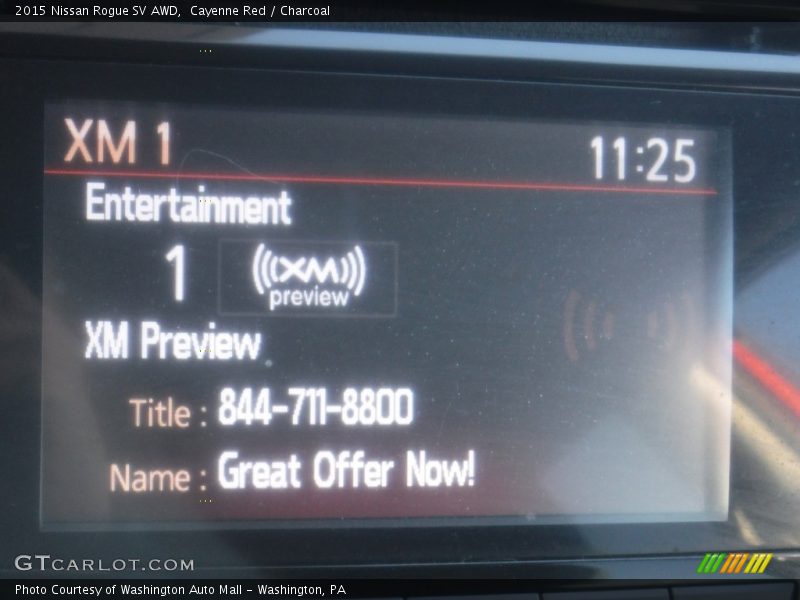 2015 Nissan Rogue SV AWD, Cayenne Red / Charcoal
XM 1 11:25
Entertainment
1 XM
preview
XM Preview
Title : 844-711-8800
Name : Great Offer Now!
GTCARLOT.COM
Photo Courtesy of Washington Auto Mall - Washington, PA